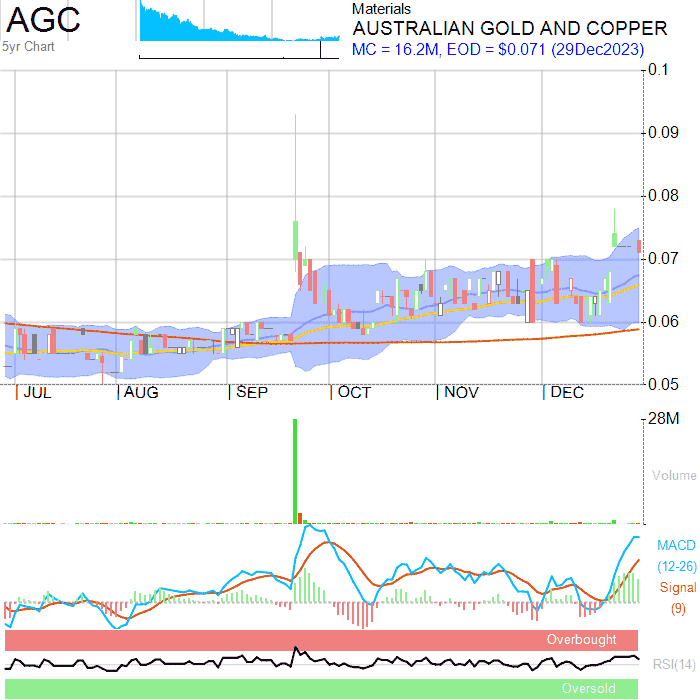 AGC
5yr Chart
Materials
AUSTRALIAN GOLD AND COPPER
MC = 16.2M, EOD = $0.071 (29Dec2023)
0.1
0.09
0.08
0.07
0.06
0.05
JUL AUG SEP OCT NOV DEC
28M
Volume
MACD
(12-26)
Signal
(9)
Overbought
RSI(14)
Oversold